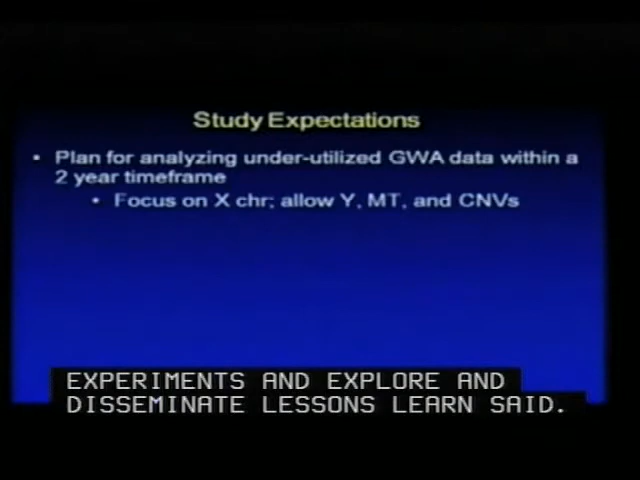 Study Expectations
• Plan for analyzing under-utilized GWA data within a
2 year timeframe
• Focus on X chr; allow Y, MT, and CNVs
EXPERIMENTS AND EXPLORE AND
DISSEMINATE LESSONS LEARN SAID.